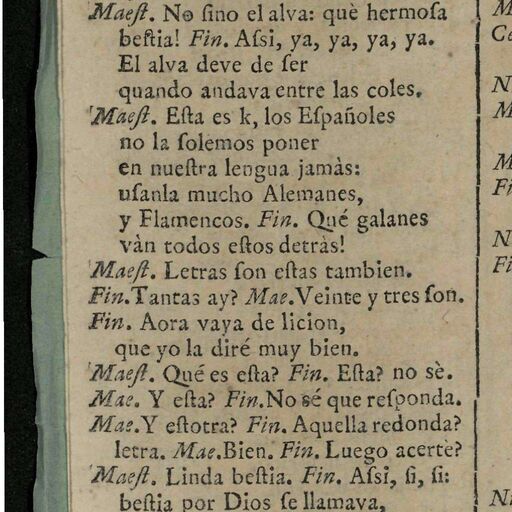 Maeſt. No ſino el alva: què hermoſa
beſtia! Fin. Aſsi, ya, ya, ya, ya.
El alva deve de ſer
quando andava entre las coles.
Maeſt. Eſta es k, los Eſpañoles
no la ſolemos poner
en nueſtra lengua jamàs:
uſanla mucho Alemanes,
y Flamencos. Fin. Qué galanes
vàn todos eſtos detràs!
Maeſt. Letras ſon eſtas tambien.
Fin. Tantas ay? Mae. Veinte y tres ſon.
Fin. Aora vaya de licion,
que yo la diré muy bien.
Maeſt. Qué es eſta? Fin. Eſta? no sè.
Mae. Y eſta? Fin. No sé que reſponda.
Mae. Y eſtotra? Fin. Aquella redonda?
letra. Mae. Bien. Fin. Luego acertè?
Maeſt. Linda beſtia. Fin. Aſsi, ſi, ſi:
beſtia por Dios ſe llamava,